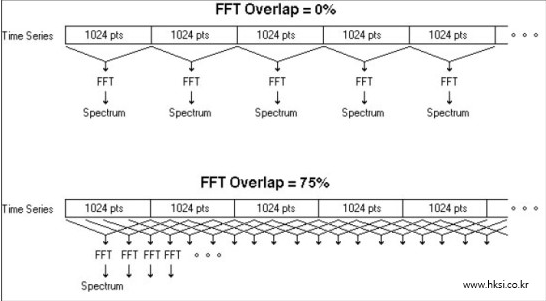 FFT Overlap = 0%
Time Series 1024 pts 1024 pts 1024 pts 1024 pts 1024 pts
FFT FFT FFT FFT FFT
Spectrum Spectrum Spectrum Spectrum Spectrum
FFT Overlap = 75%
Time Series 1024 pts 1024 pts 1024 pts 1024 pts 1024 pts
FFT FFT FFT FFT
Spectrum
www.hksi.co.kr